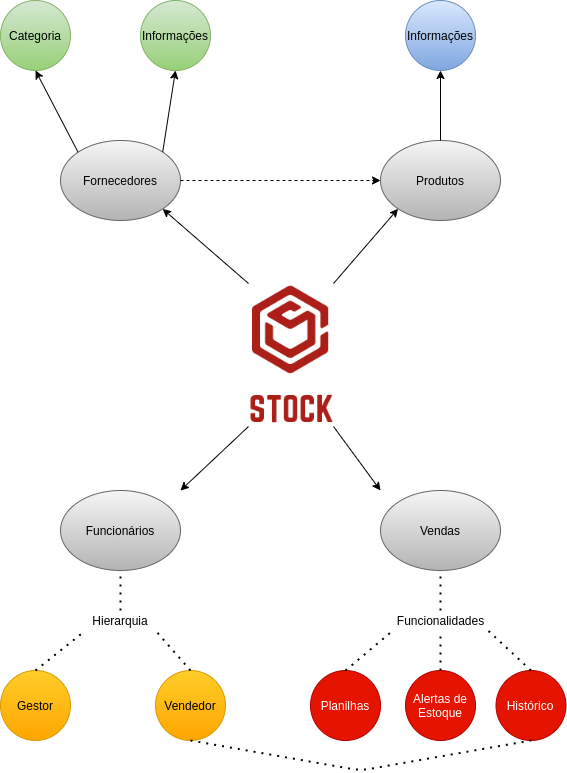 Categoria
Informações
Informações
Fornecedores
Produtos
STOCK
Funcionários
Vendas
Hierarquia
Funcionalidades
Gestor
Vendedor
Planilhas
Alertas de
Estoque
Histórico